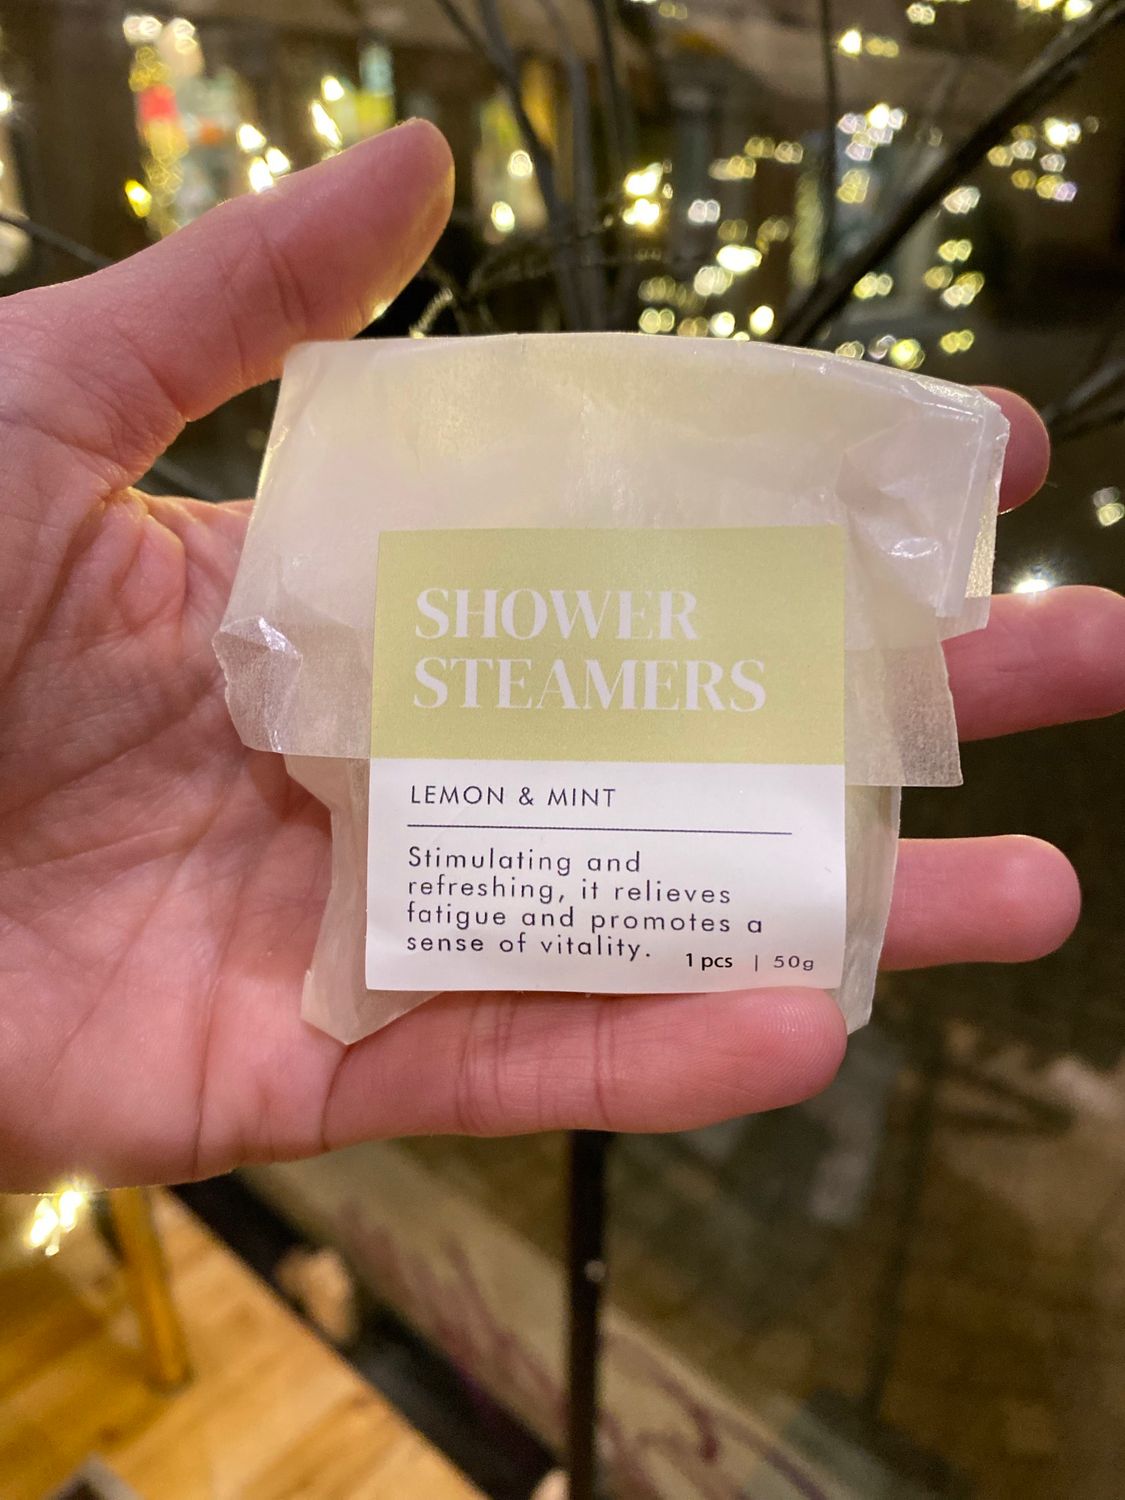 SHOWER
STEAMERS
LEMON & MINT
Stimulating and
refreshing, it relieves
fatigue and promotes a
sense of vitality.
1 pcs | 50g